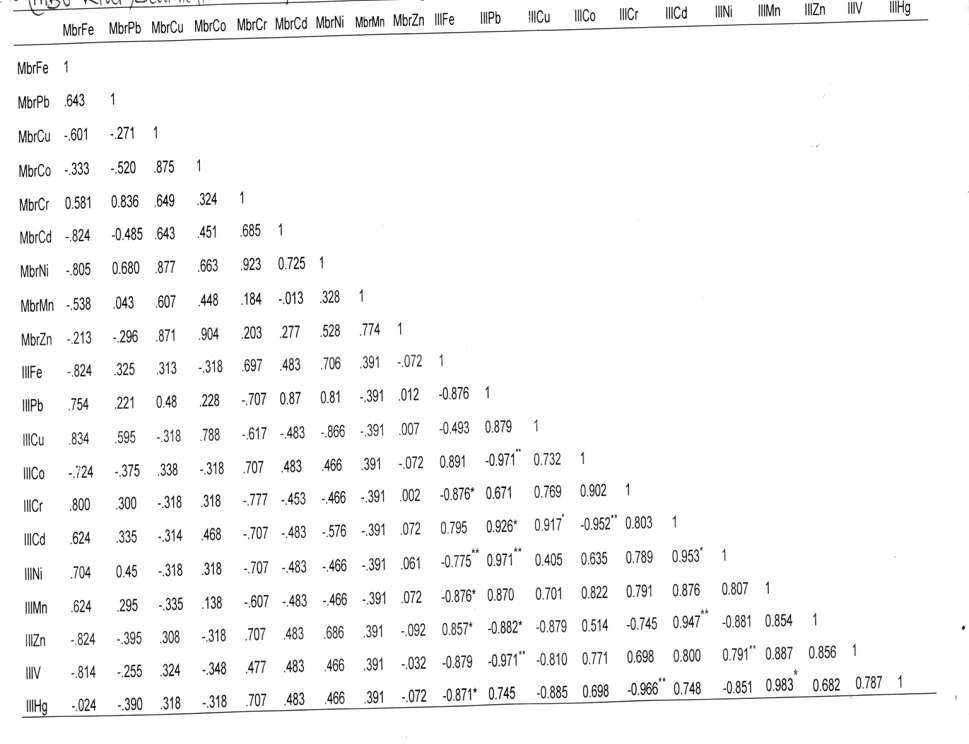 (MBO River/
MbrFe MbrPb MbrCu MbrCo MbrCr MbrCd MbrNi MbrMn MbrZn IIIFe IIIPb IIICu IIICo IIICr IIICd IIINi IIIMn IIIZn IIIV IIIHg
MbrFe 1
MbrPb .643 1
MbrCu -.601 -.271 1
MbrCo -.333 -.520 .875 1
MbrCr 0.581 0.836 .649 .324 1
MbrCd -.824 -0.485 .643 .451 .685 1
MbrNi -.805 0.680 .877 .663 .923 0.725 1
MbrMn -.538 .043 .607 .448 .184 -.013 .328 1
MbrZn -.213 -.296 .871 .904 .203 .277 .528 .774 1
IIIFe -.824 .325 .313 -.318 .697 .483 .706 .391 -.072 1
IIIPb .754 .221 0.48 .228 -.707 0.87 0.81 -.391 .012 -0.876 1
IIICu .834 .595 -.318 .788 -.617 -.483 -.866 -.391 .007 -0.493 0.879 1
IIICo -.724 -.375 .338 -.318 .707 .483 .466 .391 -.072 0.891 -0.971** 0.732 1
IIICr .800 .300 -.318 .318 -.777 -.453 -.466 -.391 .002 -0.876* 0.671 0.769 0.902 1
IIICd .624 .335 -.314 .468 -.707 -.483 -.576 -.391 .072 0.795 0.926* 0.917* -0.952** 0.803 1
IIINi .704 0.45 -.318 .318 -.707 -.483 -.466 -.391 .061 -0.775** 0.971** 0.405 0.635 0.789 0.953* 1
IIIMn .624 .295 -.335 .138 -.607 -.483 -.466 -.391 .072 -0.876* 0.870 0.701 0.822 0.791 0.876 0.807 1
IIIZn -.824 -.395 .308 -.318 .707 .483 .686 .391 -.092 0.857* -0.882* -0.879 0.514 -0.745 0.947** -0.881 0.854 1
IIIV -.814 -.255 .324 -.348 .477 .483 .466 .391 -.032 -0.879 -0.971** -0.810 0.771 0.698 0.800 0.791** 0.887 0.856 1
IIIHg -.024 -.390 .318 -.318 .707 .483 .466 .391 -.072 -0.871* 0.745 -0.885 0.698 -0.966** 0.748 -0.851 0.983* 0.682 0.787 1